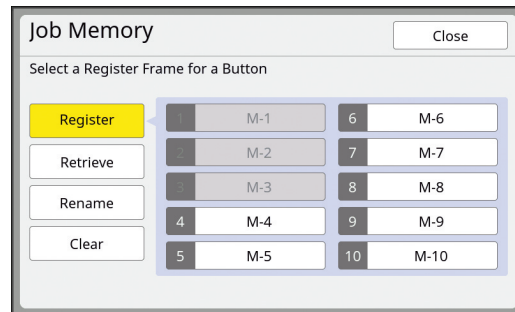 Job Memory
Close
Select a Register Frame for a Button
Register
Retrieve
Rename
Clear
1 M-1
2 M-2
3 M-3
4 M-4
5 M-5
6 M-6
7 M-7
8 M-8
9 M-9
10 M-10